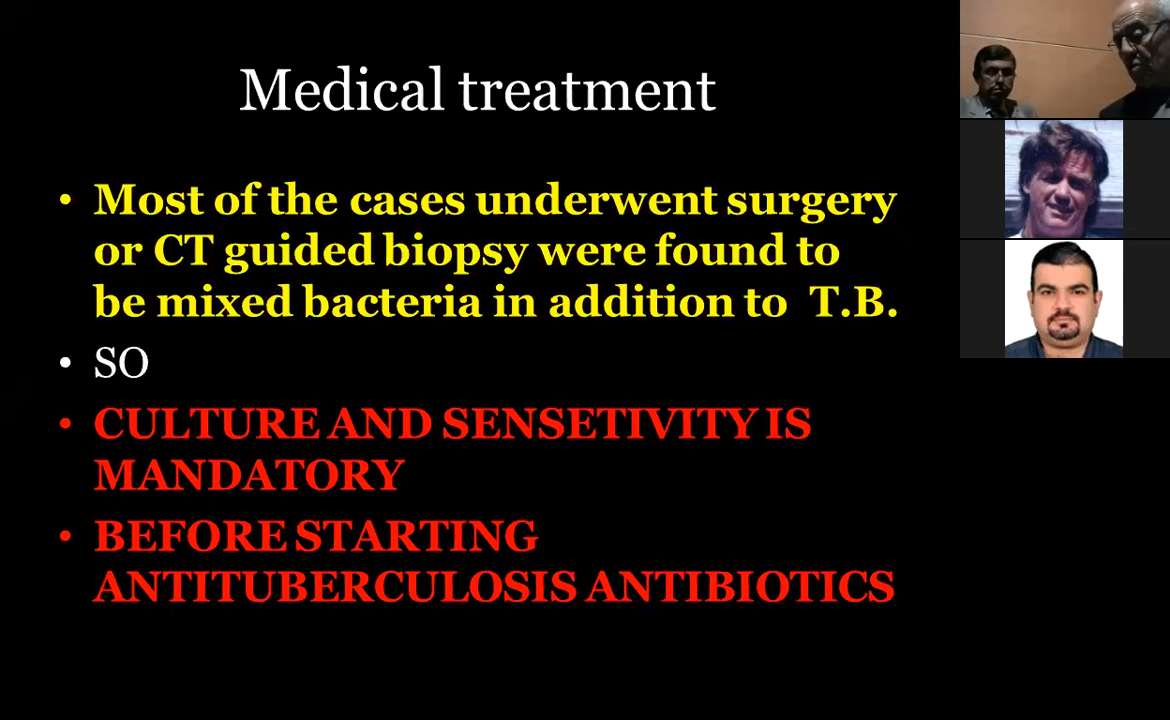 Medical treatment
• Most of the cases underwent surgery
or CT guided biopsy were found to
be mixed bacteria in addition to T.B.
• SO
• CULTURE AND SENSETIVITY IS
MANDATORY
• BEFORE STARTING
ANTITUBERCULOSIS ANTIBIOTICS